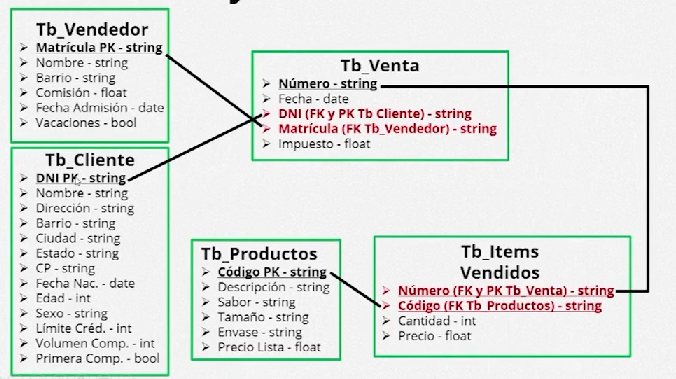 Tb_Vendedor
Matrícula PK - string
Nombre - string
Barrio - string
Comisión - float
Fecha Admisión - date
Vacaciones - bool
Tb_Cliente
DNI PK - string
Nombre - string
Dirección - string
Barrio - string
Ciudad - string
Estado - string
CP - string
Fecha Nac. - date
Edad - int
Sexo - string
Límite Créd. - int
Volumen Comp. - int
Primera Comp. - bool
Tb_Venta
Número - string
Fecha - date
DNI (FK y PK Tb Cliente) - string
Matrícula (FK Tb_Vendedor) - string
Impuesto - float
Tb_Productos
Código PK - string
Descripción - string
Sabor - string
Tamaño - string
Envase - string
Precio Lista - float
Tb_Items
Vendidos
Número (FK y PK Tb_Venta) - string
Código (FK Tb_Productos) - string
Cantidad - int
Precio - float